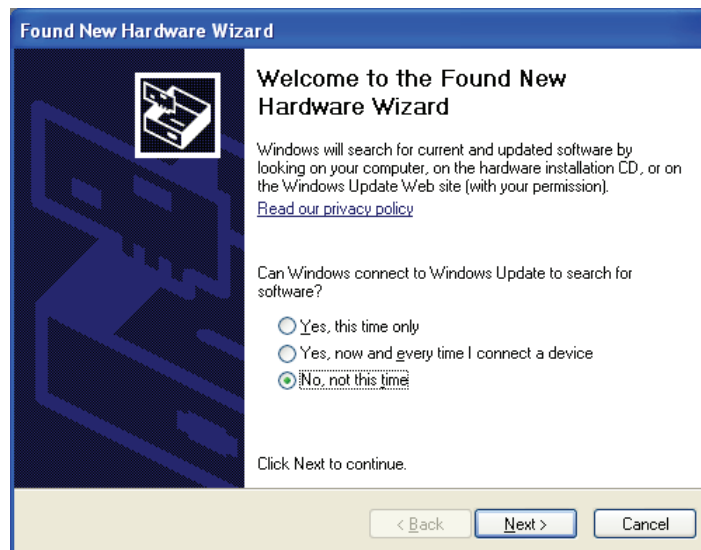 Found New Hardware Wizard
Welcome to the Found New
Hardware Wizard
Windows will search for current and updated software by
looking on your computer, on the hardware installation CD, or on
the Windows Update Web site (with your permission).
Read our privacy policy
Can Windows connect to Windows Update to search for
software?
Yes, this time only
Yes, now and every time I connect a device
No, not this time
Click Next to continue.
< Back
Next >
Cancel